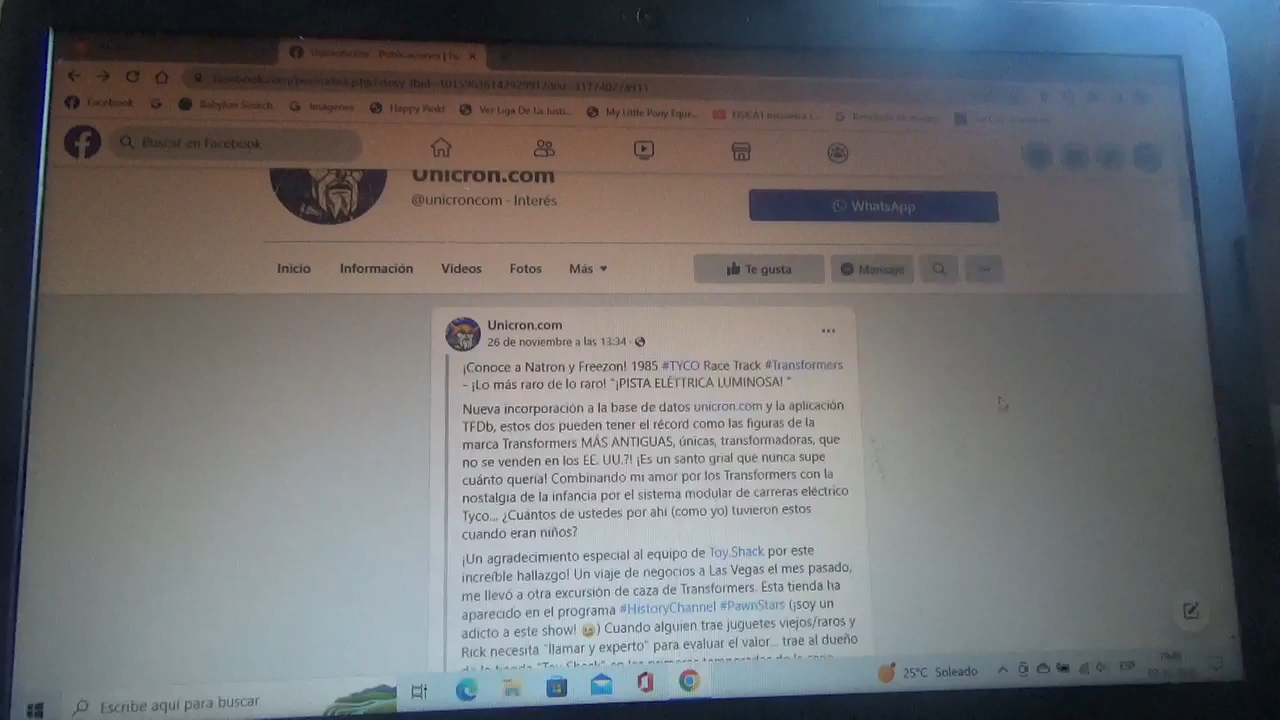 Facebook
Babylon Search
Imágenes
Happy Pinki
Ver Liga De La Justi...
My Little Pony Eque...
Buscar en Facebook
Unicron.com
@unicroncom · Interés
WhatsApp
Inicio
Información
Videos
Fotos
Más
Te gusta
Mensaje
Unicron.com
26 de noviembre a las 13:34 ·
¡Conoce a Natron y Freezon! 1985 #TYCO Race Track #Transformers
- ¡Lo más raro de lo raro! "¡PISTA ELÉTTRICA LUMINOSA! "
Nueva incorporación a la base de datos unicron.com y la aplicación
TFDb, estos dos pueden tener el récord como las figuras de la
marca Transformers MÁS ANTIGUAS, únicas, transformadoras, que
no se venden en los EE. UU.?! ¡Es un santo grial que nunca supe
cuánto quería! Combinando mi amor por los Transformers con la
nostalgia de la infancia por el sistema modular de carreras eléctrico
Tyco... ¿Cuántos de ustedes por ahí (como yo) tuvieron estos
cuando eran niños?
¡Un agradecimiento especial al equipo de Toy.Shack por este
increíble hallazgo! Un viaje de negocios a Las Vegas el mes pasado,
me llevó a otra excursión de caza de Transformers. Esta tienda ha
aparecido en el programa #HistoryChannel #PawnStars (¡soy un
adicto a este show! 😉) Cuando alguien trae juguetes viejos/raros y
Rick necesita "llamar y experto" para evaluar el valor... trae al dueño
Escribe aquí para buscar
25°C Soleado
ESP